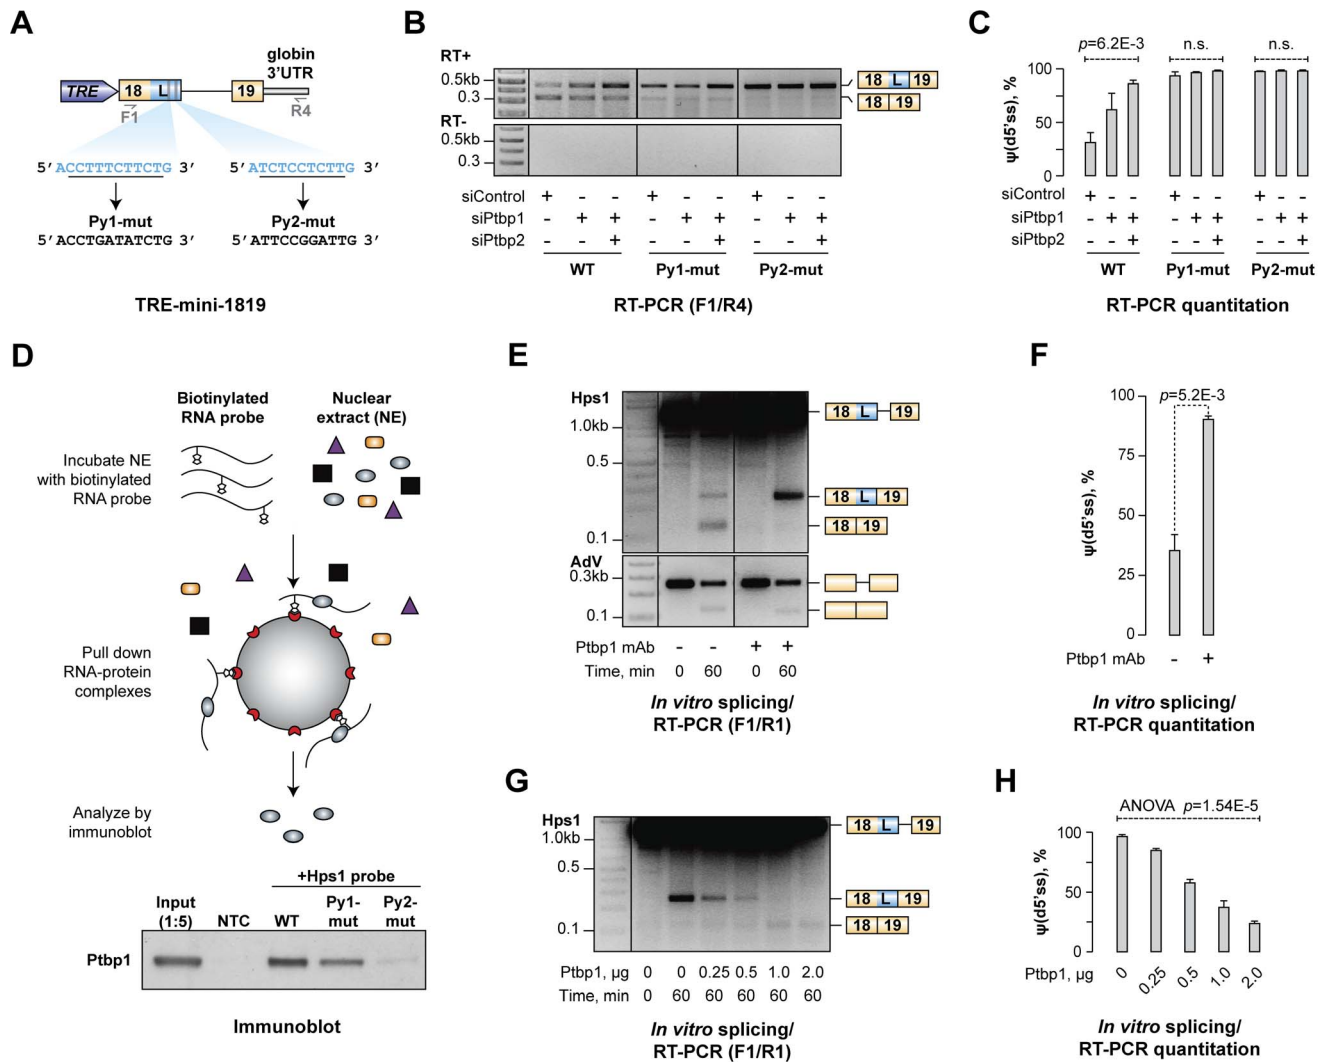 A
TRE
18
L
19
globin
3'UTR
F1
R4
5' ACCTTTCTTCTG 3'
5' ATCTCCTCTTG 3'
Py1-mut
Py2-mut
5' ACCTGATATCTG 3'
5' ATTCCGGATTG 3'
TRE-mini-1819
B
RT+
0.5kb
0.3
RT-
0.5kb
0.3
18 L 19
18 19
siControl + - - + - - + - -
siPtbp1 - + + - + + - + +
siPtbp2 - - + - - + - - +
WT Py1-mut Py2-mut
RT-PCR (F1/R4)
C
p=6.2E-3 n.s. n.s.
ψ(d5'ss), %
100
50
0
siControl + - - + - - + - -
siPtbp1 - + + - + + - + +
siPtbp2 - - + - - + - - +
WT Py1-mut Py2-mut
RT-PCR quantitation
D
Biotinylated
RNA probe
Nuclear
extract (NE)
Incubate NE
with biotinylated
RNA probe
Pull down
RNA-protein
complexes
Analyze by
immunoblot
+Hps1 probe
Input
(1:5)
NTC
WT
Py1-
mut
Py2-
mut
Ptbp1
Immunoblot
E
Hps1
1.0kb
0.5
0.1
18 L 19
18 L 19
18 19
AdV
0.3kb
0.1
Ptbp1 mAb - - + +
Time, min 0 60 0 60
In vitro splicing/
RT-PCR (F1/R1)
F
p=5.2E-3
ψ(d5'ss), %
100
75
50
25
0
Ptbp1 mAb - +
In vitro splicing/
RT-PCR quantitation
G
Hps1
1.0kb
0.5
0.1
18 L 19
18 L 19
18 19
Ptbp1, µg 0 0 0.25 0.5 1.0 2.0
Time, min 0 60 60 60 60 60
In vitro splicing/
RT-PCR (F1/R1)
H
ANOVA p=1.54E-5
ψ(d5'ss), %
100
50
0
Ptbp1, µg 0 0.25 0.5 1.0 2.0
In vitro splicing/
RT-PCR quantitation